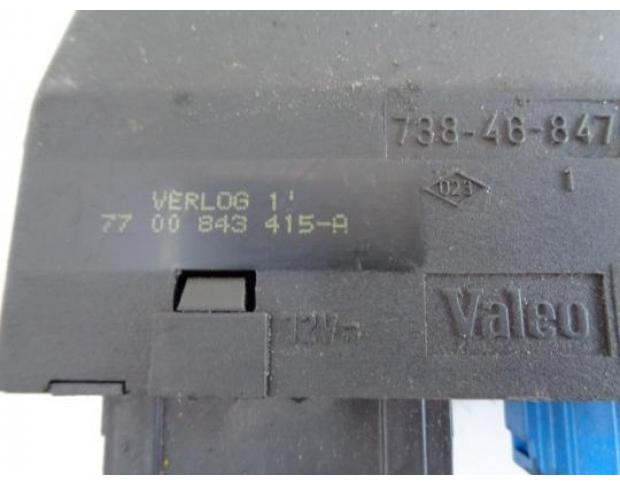 738-46-847
023 1
VERLOG 1'
77 00 843 415-A
Valeo
12V=